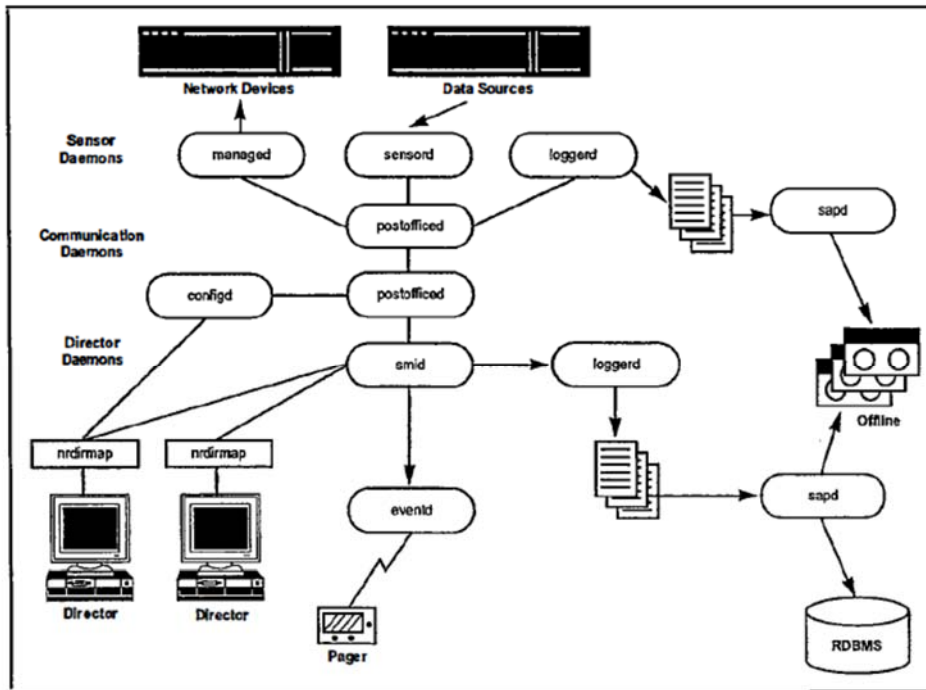 Network Devices
Data Sources
Sensor
Daemons
managed
sensord
loggerd
sapd
postofficed
Communication
Daemons
configd
postofficed
Director
Daemons
smid
loggerd
Offline
nrdirmap
nrdirmap
eventd
sapd
Director
Director
Pager
RDBMS